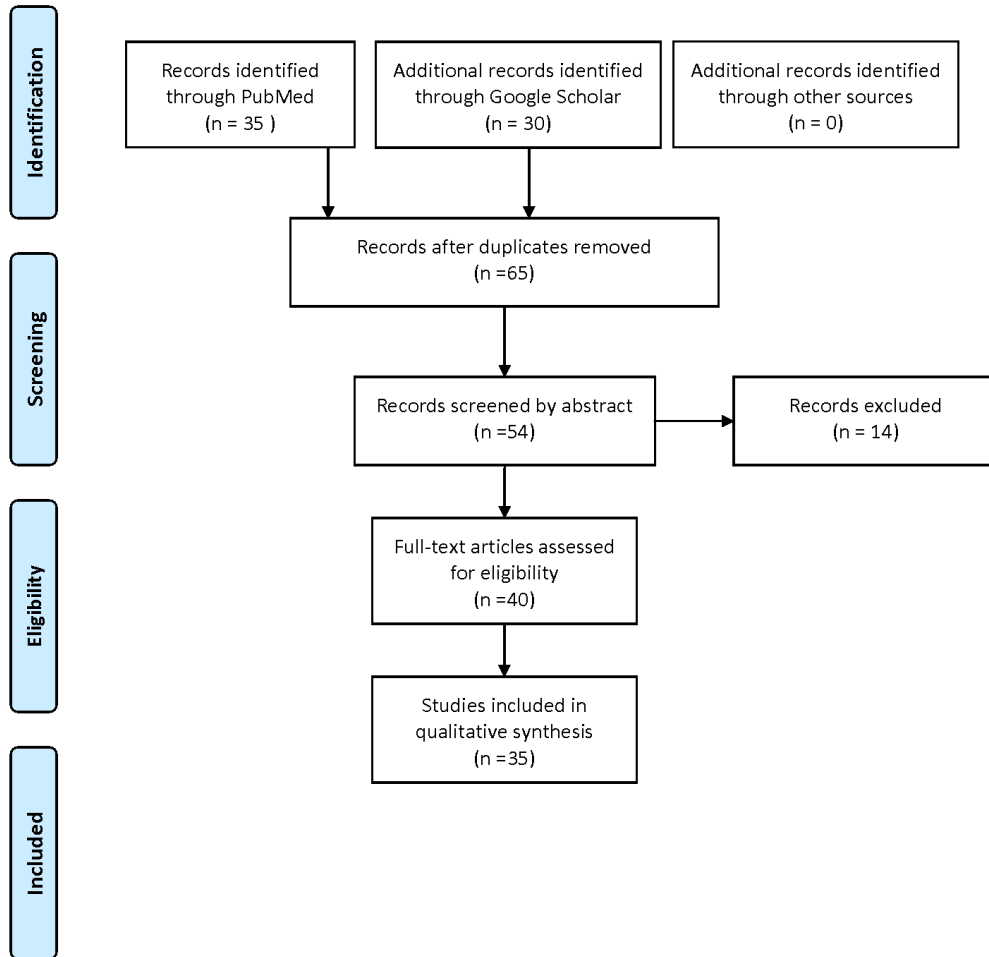 Identification
Records identified
through PubMed
(n = 35 )
Additional records identified
through Google Scholar
(n = 30)
Additional records identified
through other sources
(n = 0)
Records after duplicates removed
(n =65)
Screening
Records screened by abstract
(n =54)
Records excluded
(n = 14)
Eligibility
Full-text articles assessed
for eligibility
(n =40)
Studies included in
qualitative synthesis
(n =35)
Included